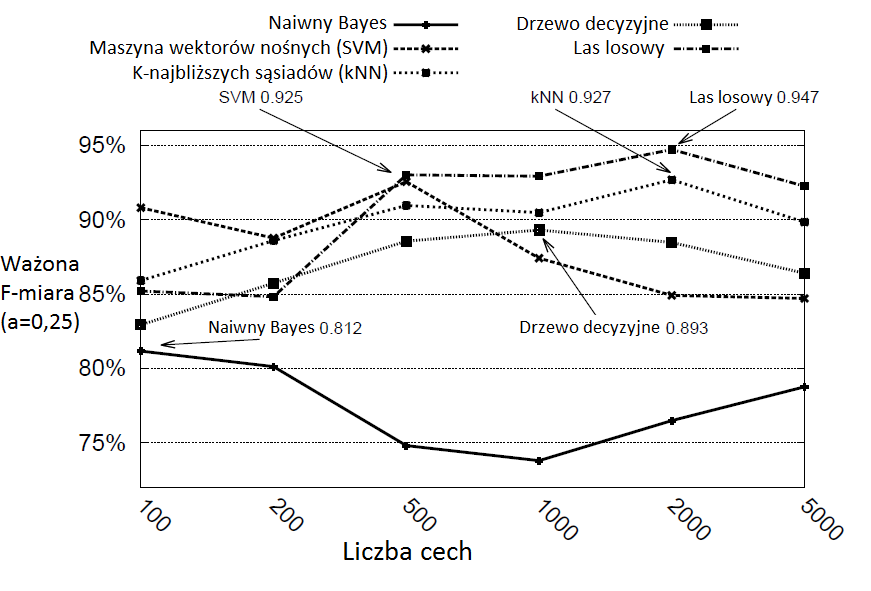 Naiwny Bayes
Maszyna wektorów nośnych (SVM)
K-najbliższych sąsiadów (kNN)
Drzewo decyzyjne
Las losowy
SVM 0.925
kNN 0.927
Las losowy 0.947
95%
90%
85%
80%
75%
Ważona
F-miara
(a=0,25)
Naiwny Bayes 0.812
Drzewo decyzyjne 0.893
100
200
500
1000
2000
5000
Liczba cech